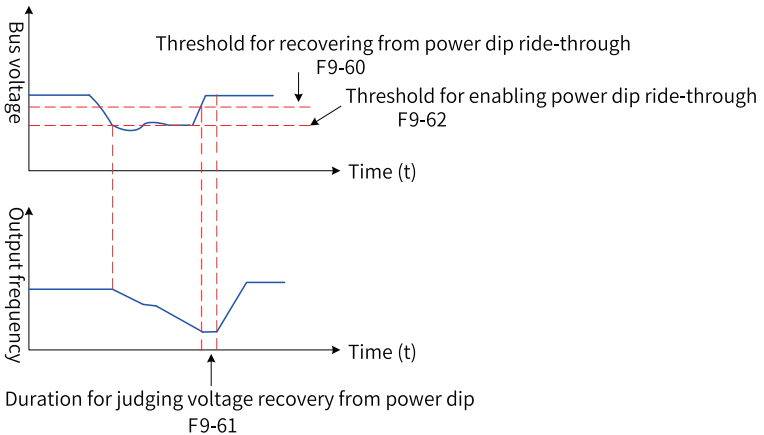 Bus voltage
Threshold for recovering from power dip ride-through
F9-60
Threshold for enabling power dip ride-through
F9-62
Time (t)
Output frequency
Time (t)
Duration for judging voltage recovery from power dip
F9-61